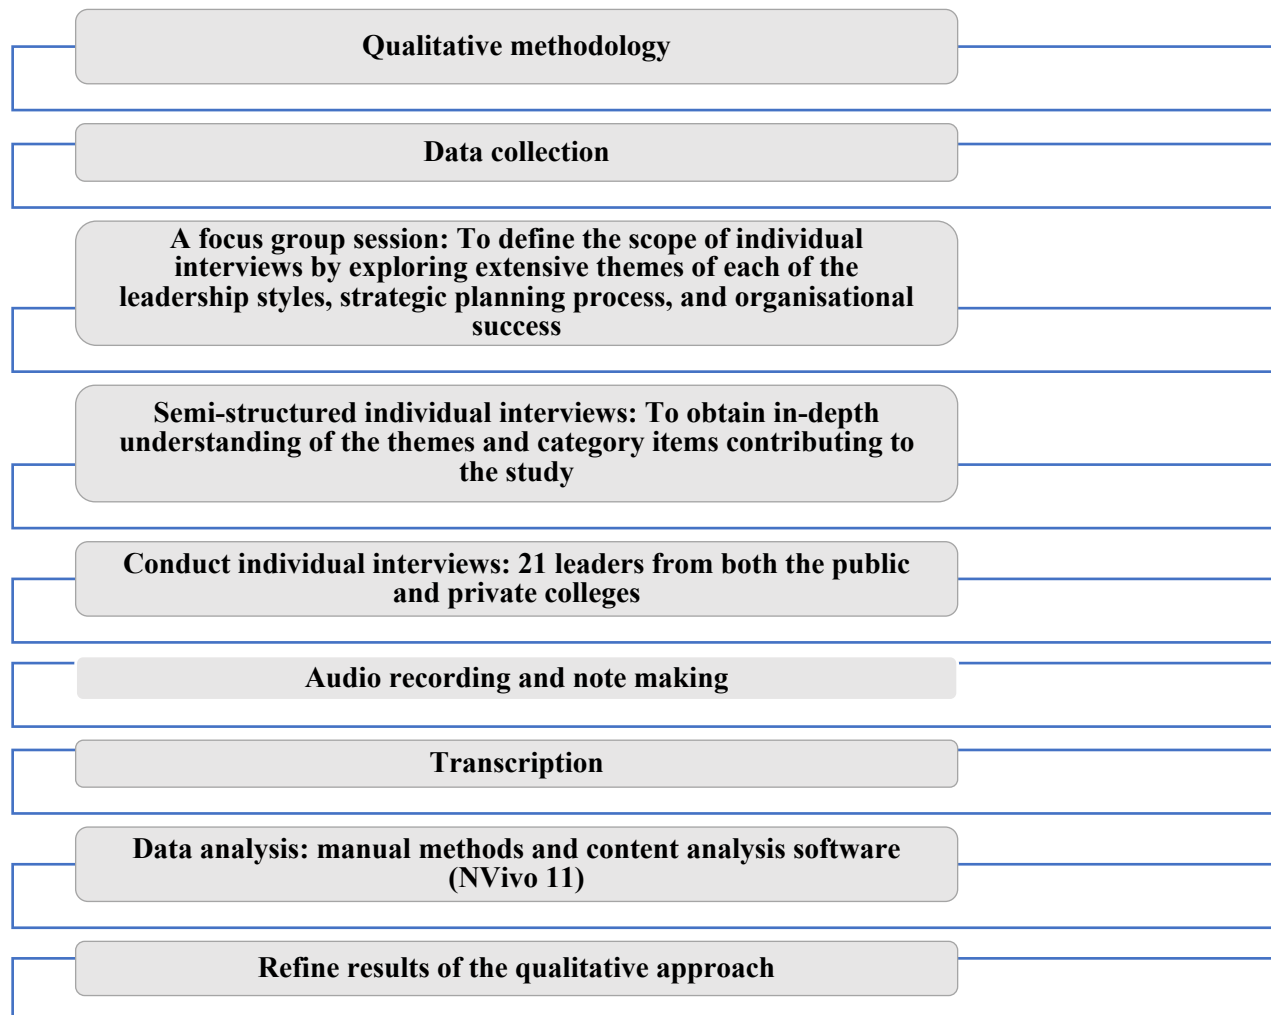 Qualitative methodology
Data collection
A focus group session: To define the scope of individual
interviews by exploring extensive themes of each of the
leadership styles, strategic planning process, and organisational
success
Semi-structured individual interviews: To obtain in-depth
understanding of the themes and category items contributing to
the study
Conduct individual interviews: 21 leaders from both the public
and private colleges
Audio recording and note making
Transcription
Data analysis: manual methods and content analysis software
(NVivo 11)
Refine results of the qualitative approach